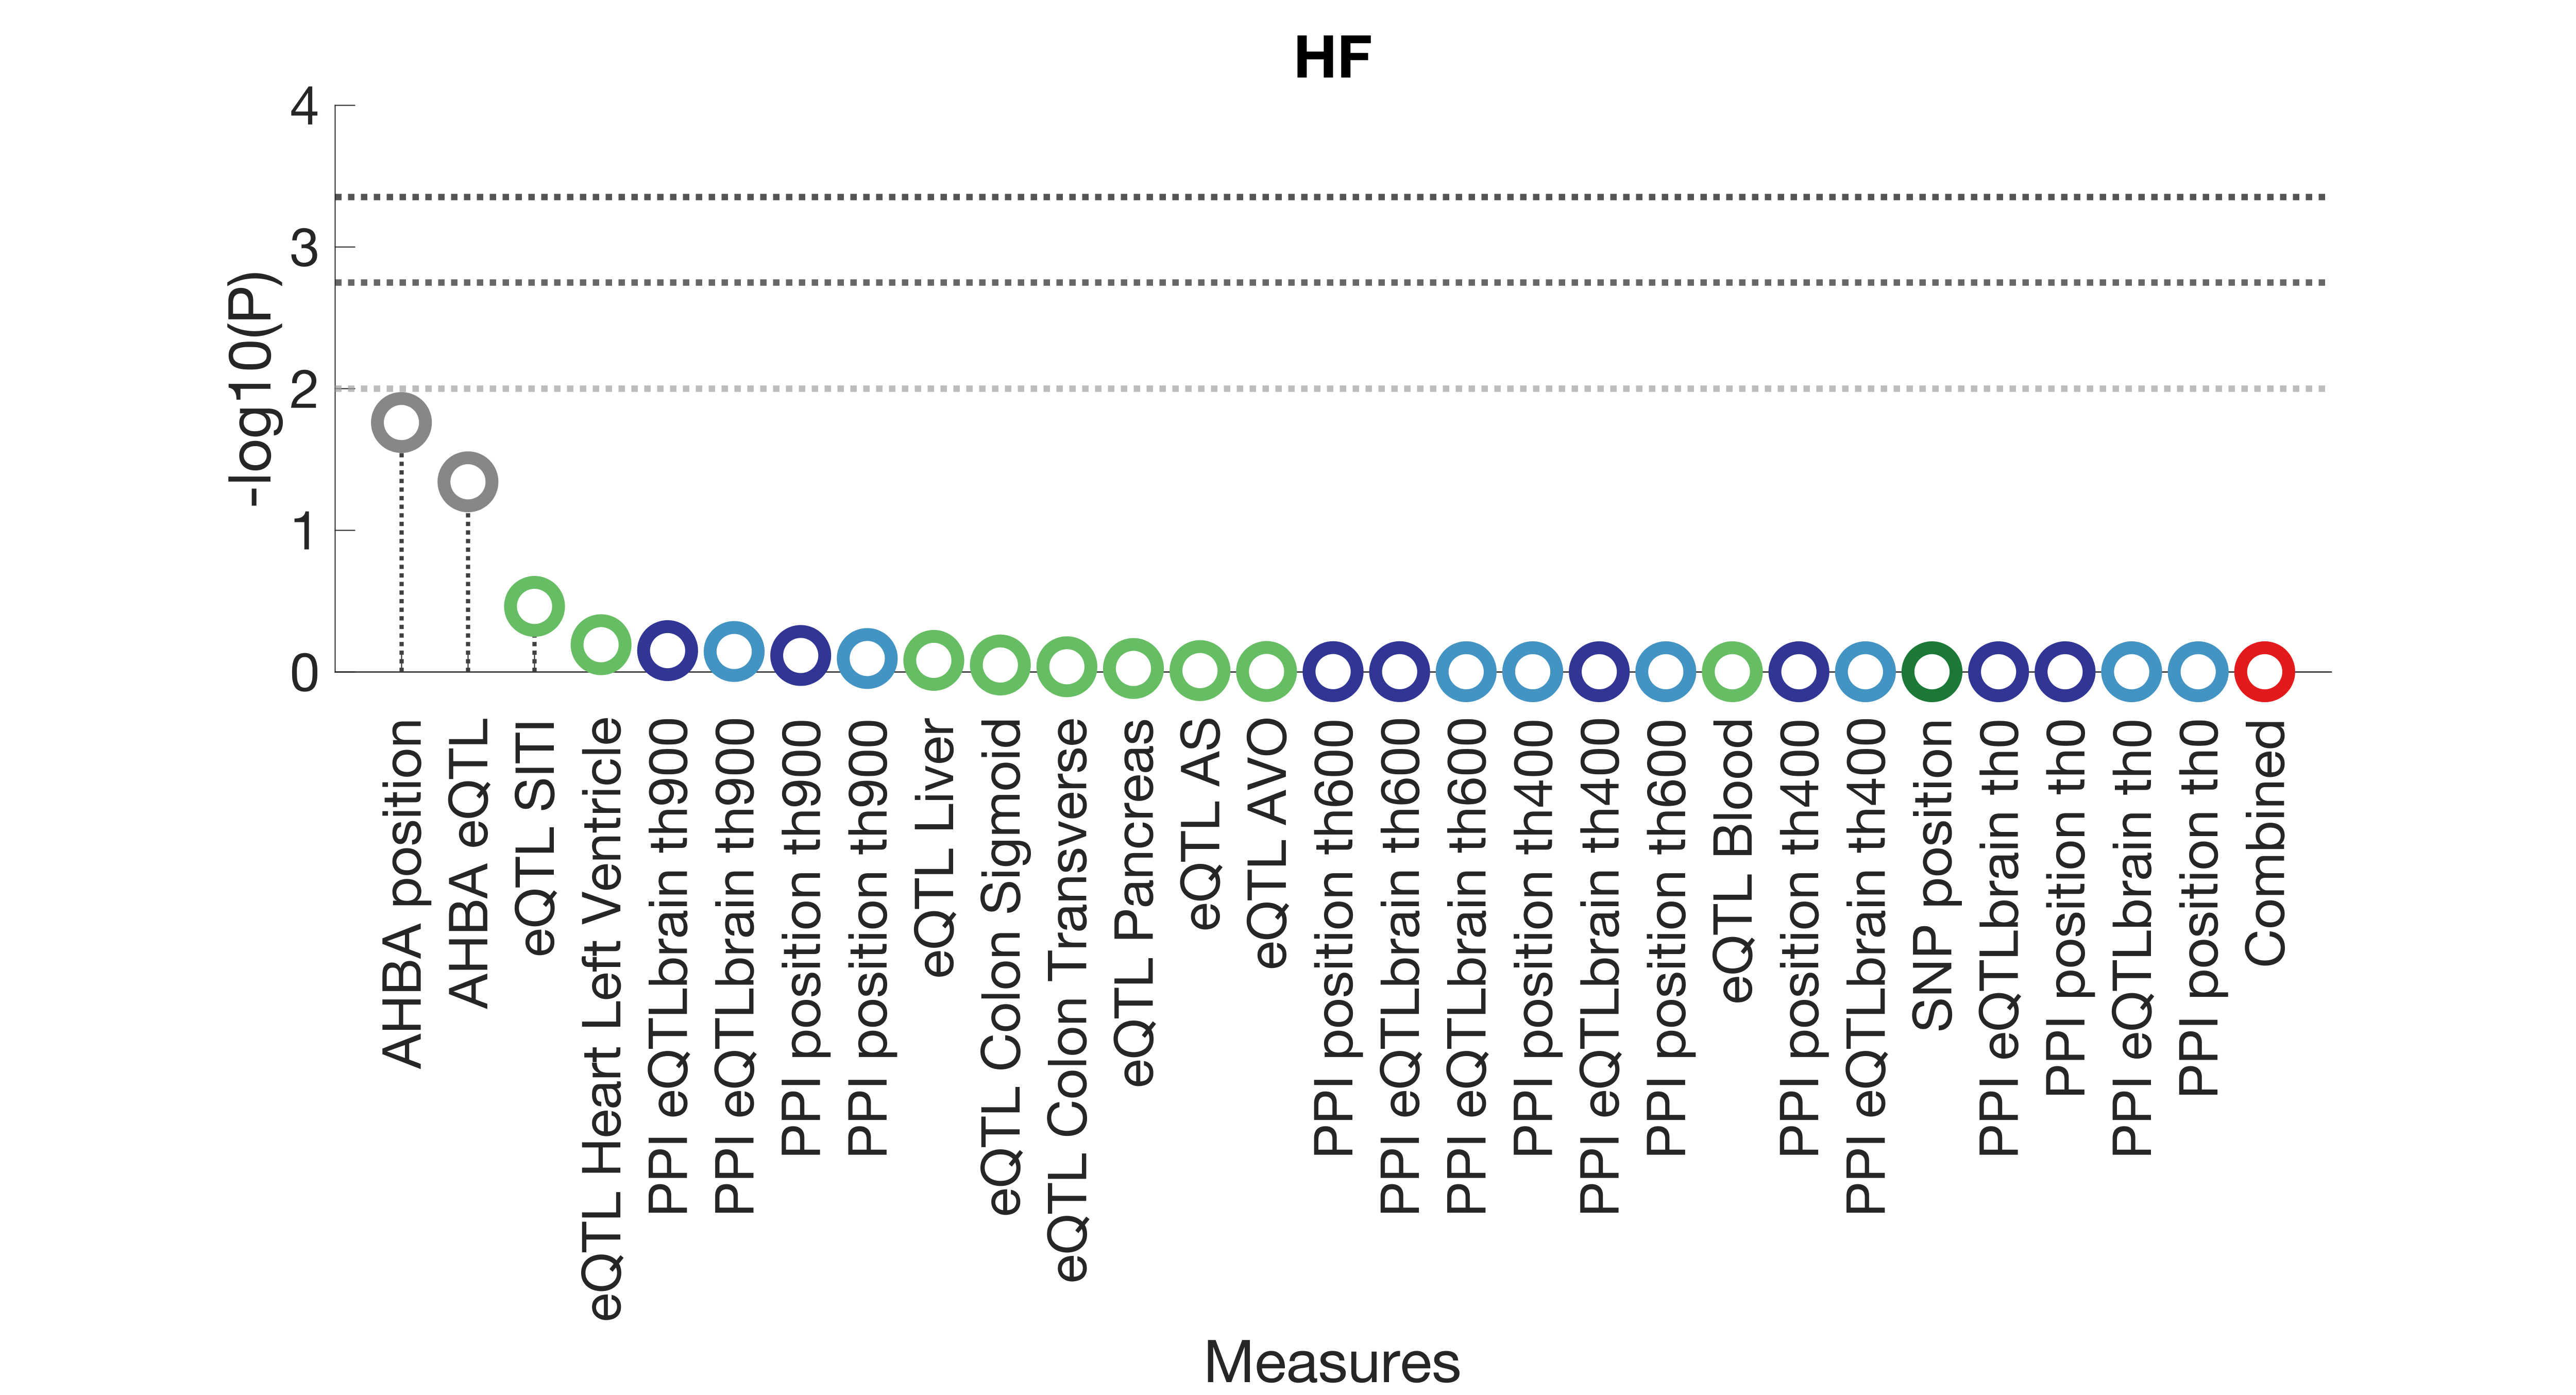 HF
4
3
2
1
0
-log10(P)
AHBA position
AHBA eQTL
eQTL SITI
eQTL Heart Left Ventricle
PPI eQTLbrain th900
PPI eQTLbrain th900
PPI position th900
PPI position th900
eQTL Liver
eQTL Colon Sigmoid
eQTL Colon Transverse
eQTL Pancreas
eQTL AS
eQTL AVO
PPI position th600
PPI eQTLbrain th600
PPI eQTLbrain th600
PPI position th400
PPI eQTLbrain th400
PPI position th600
eQTL Blood
PPI position th400
PPI eQTLbrain th400
SNP position
PPI eQTLbrain th0
PPI position th0
PPI eQTLbrain th0
PPI position th0
Combined
Measures